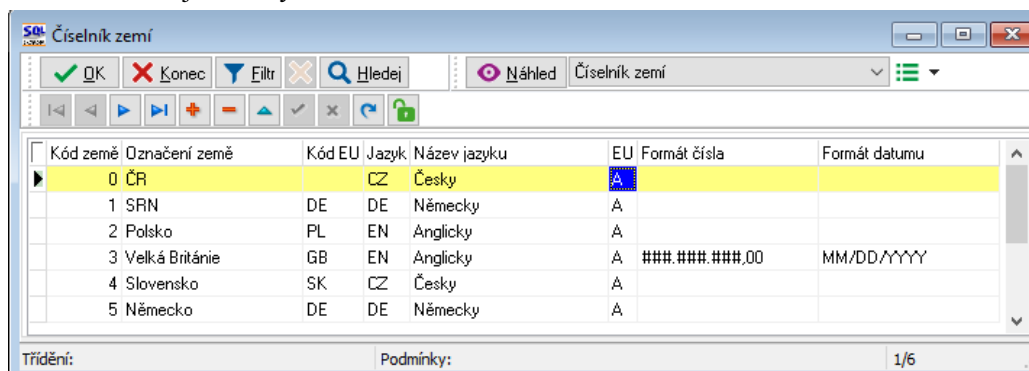 SQL Číselník zemí
OK Konec Filtr Hledej Náhled Číselník zemí
Kód země Označení země Kód EU Jazyk Název jazyku EU Formát čísla Formát datumu
0 ČR CZ Česky A
1 SRN DE DE Německy A
2 Polsko PL EN Anglicky A
3 Velká Británie GB EN Anglicky A ###.###.###,00 MM/DD/YYYY
4 Slovensko SK CZ Česky A
5 Německo DE DE Německy A
Třídění: Podmínky: 1/6